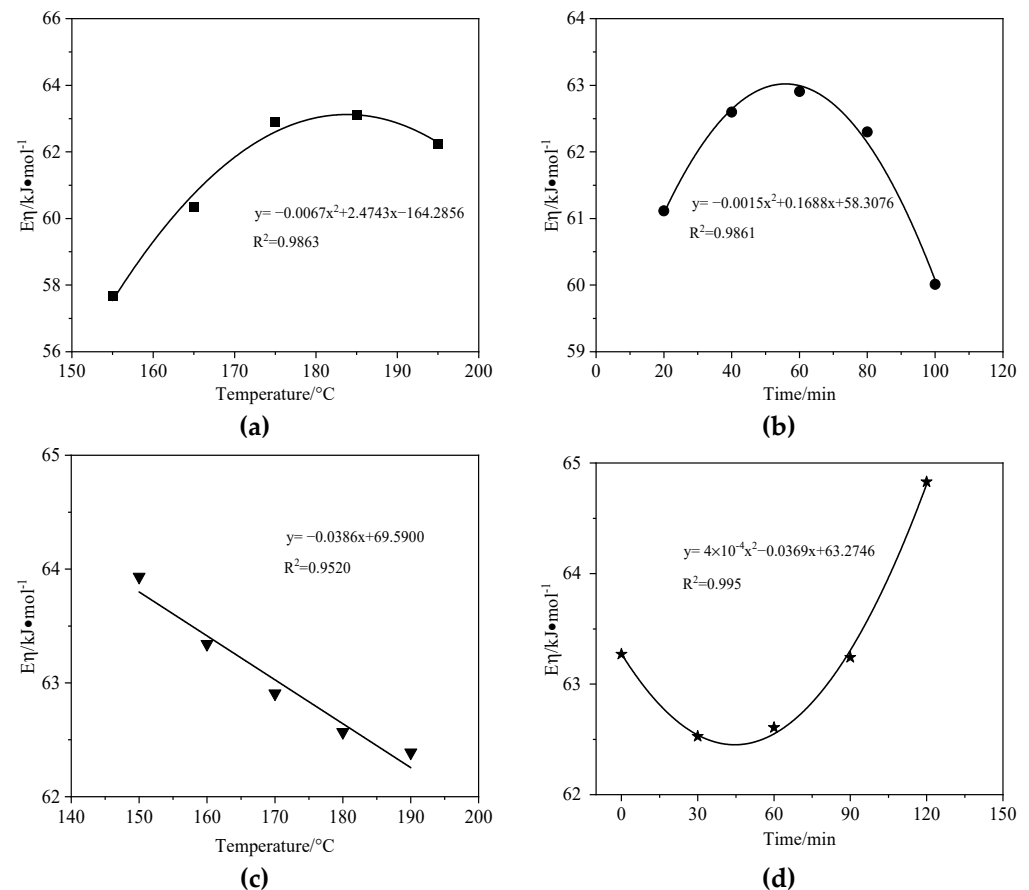 66
64
62
60
58
56
150
160
170
180
190
200
Eη/kJ•mol⁻¹
Temperature/°C
y= −0.0067x²+2.4743x−164.2856
R²=0.9863
(a)
64
63
62
61
60
59
0
20
40
60
80
100
120
Eη/kJ•mol⁻¹
Time/min
y= −0.0015x²+0.1688x+58.3076
R²=0.9861
(b)
65
64
63
62
140
150
160
170
180
190
200
Eη/kJ•mol⁻¹
Temperature/°C
y= −0.0386x+69.5900
R²=0.9520
(c)
65
64
63
62
0
30
60
90
120
150
Eη/kJ•mol⁻¹
Time/min
y= 4×10⁻⁴x²−0.0369x+63.2746
R²=0.995
(d)